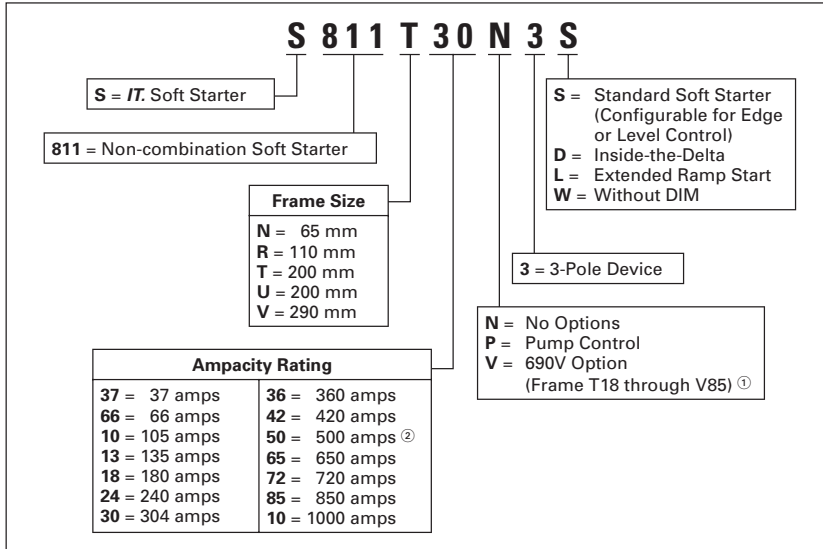 S 811 T 30 N 3 S
S = IT. Soft Starter
811 = Non-combination Soft Starter
Frame Size
N = 65 mm
R = 110 mm
T = 200 mm
U = 200 mm
V = 290 mm
Ampacity Rating
37 = 37 amps
66 = 66 amps
10 = 105 amps
13 = 135 amps
18 = 180 amps
24 = 240 amps
30 = 304 amps
36 = 360 amps
42 = 420 amps
50 = 500 amps ②
65 = 650 amps
72 = 720 amps
85 = 850 amps
10 = 1000 amps
N = No Options
P = Pump Control
V = 690V Option
(Frame T18 through V85) ①
3 = 3-Pole Device
S = Standard Soft Starter
(Configurable for Edge
or Level Control)
D = Inside-the-Delta
L = Extended Ramp Start
W = Without DIM